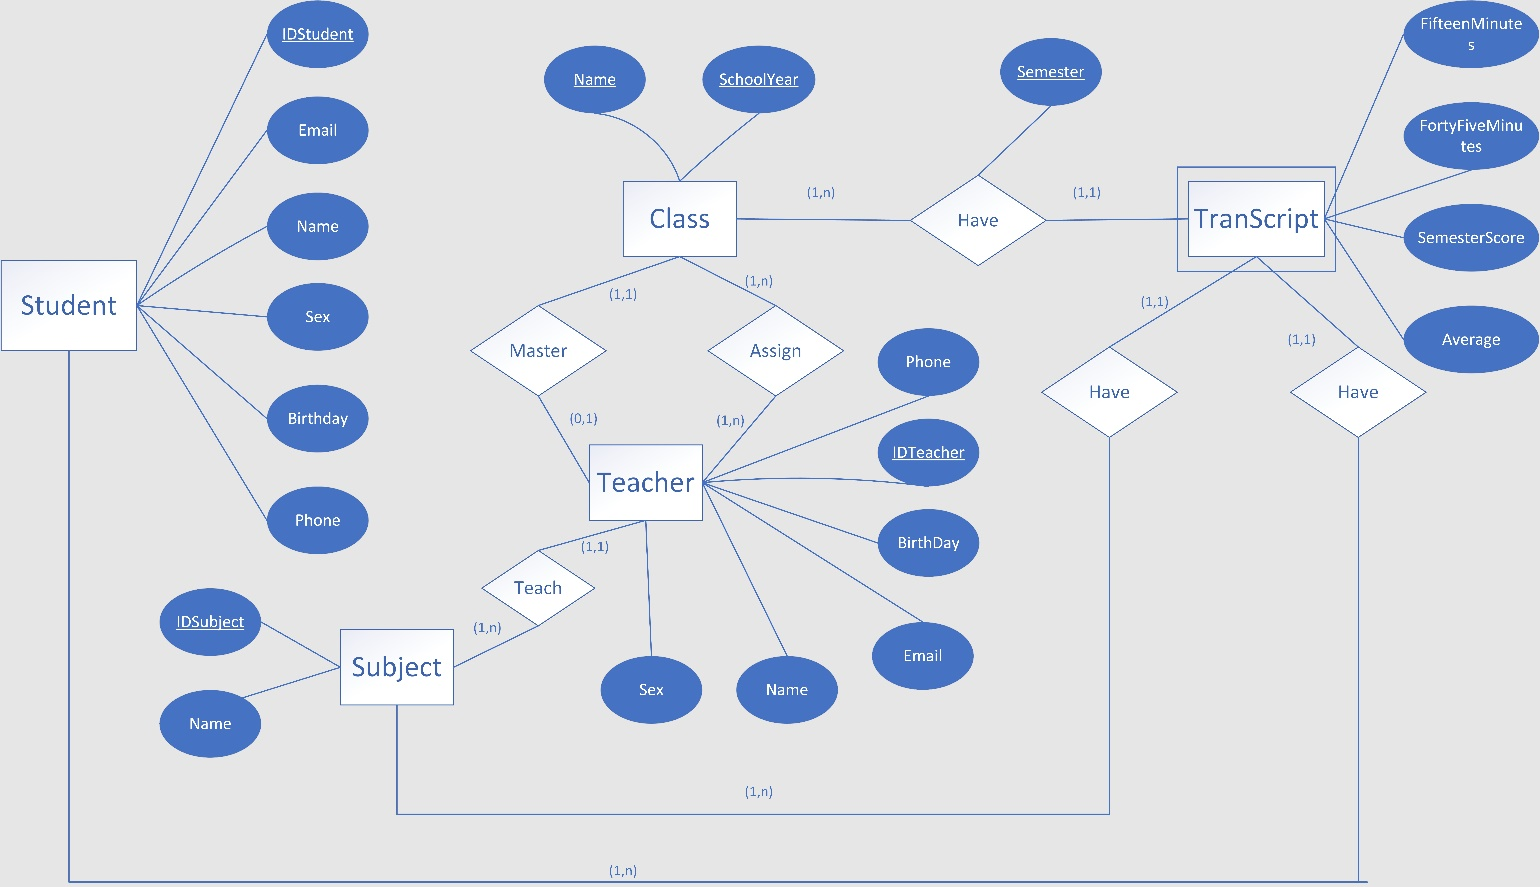 IDStudent
Email
Name
Sex
Birthday
Phone
Student
Name
SchoolYear
Semester
FifteenMinute
s
FortyFiveMinu
tes
SemesterScore
Average
Class
(1,n)
Have
(1,1)
TranScript
(1,1)
(1,n)
Master
Assign
(0,1)
(1,n)
(1,1)
(1,1)
Have
Have
Phone
IDTeacher
BirthDay
Email
Teacher
(1,1)
Teach
(1,n)
Sex
Name
IDSubject
Name
Subject
(1,n)
(1,n)